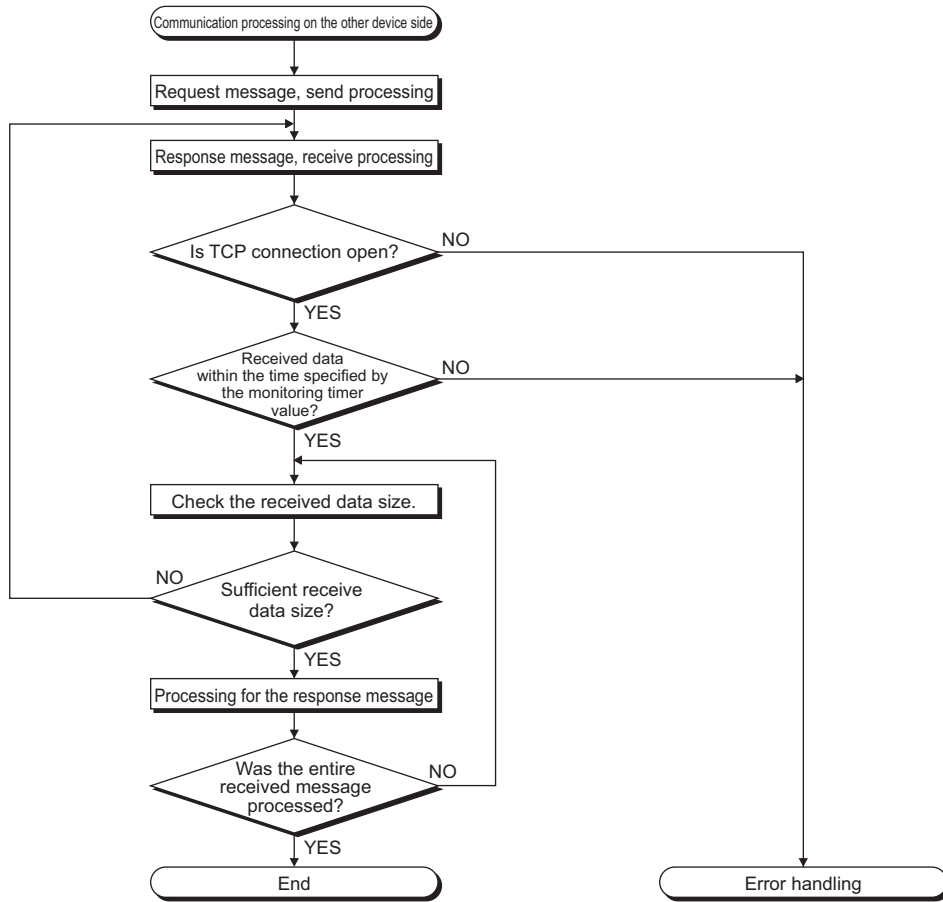 Communication processing on the other device side
Request message, send processing
Response message, receive processing
Is TCP connection open?
NO
YES
Received data
within the time specified by
the monitoring timer
value?
NO
YES
Check the received data size.
NO
Sufficient receive
data size?
YES
Processing for the response message
Was the entire
received message
processed?
NO
YES
End
Error handling